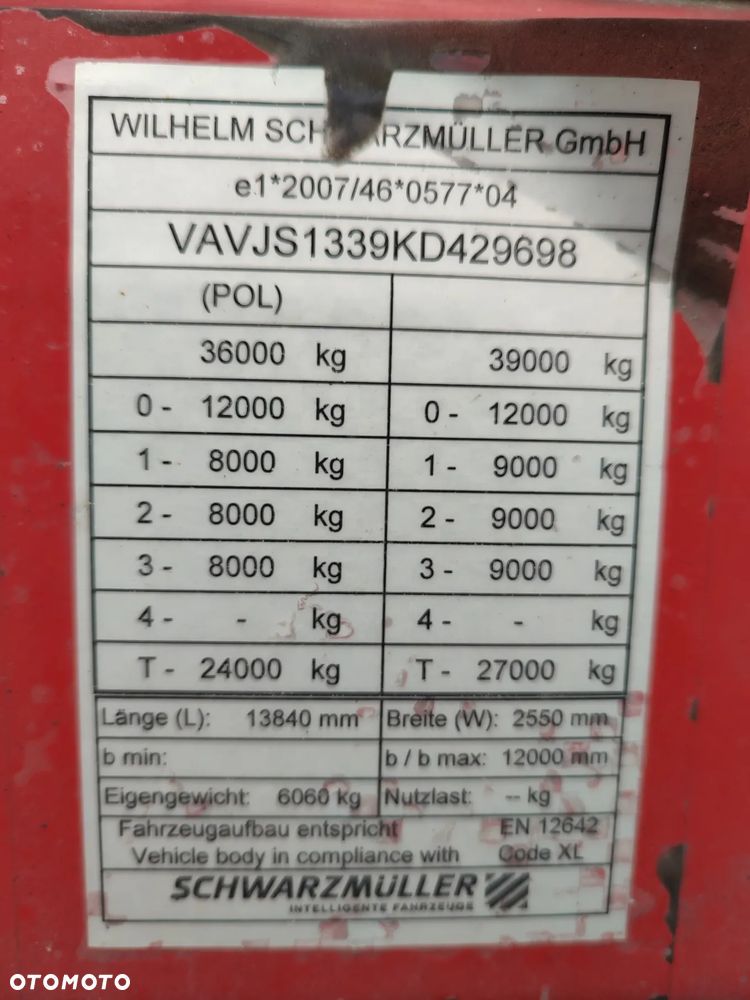 WILHELM SCHWARZMÜLLER GmbH
e1*2007/46*0577*04
VAVJS1339KD429698
(POL)
36000 kg 39000 kg
0 - 12000 kg 0 - 12000 kg
1 - 8000 kg 1 - 9000 kg
2 - 8000 kg 2 - 9000 kg
3 - 8000 kg 3 - 9000 kg
4 - - kg 4 - - kg
T - 24000 kg T - 27000 kg
Länge (L): 13840 mm Breite (W): 2550 mm
b min: b / b max: 12000 mm
Eigengewicht: 6060 kg Nutzlast: -- kg
Fahrzeugaufbau entspricht EN 12642
Vehicle body in compliance with Code XL
SCHWARZMÜLLER
INTELLIGENTE FAHRZEUGE
OTOMOTO